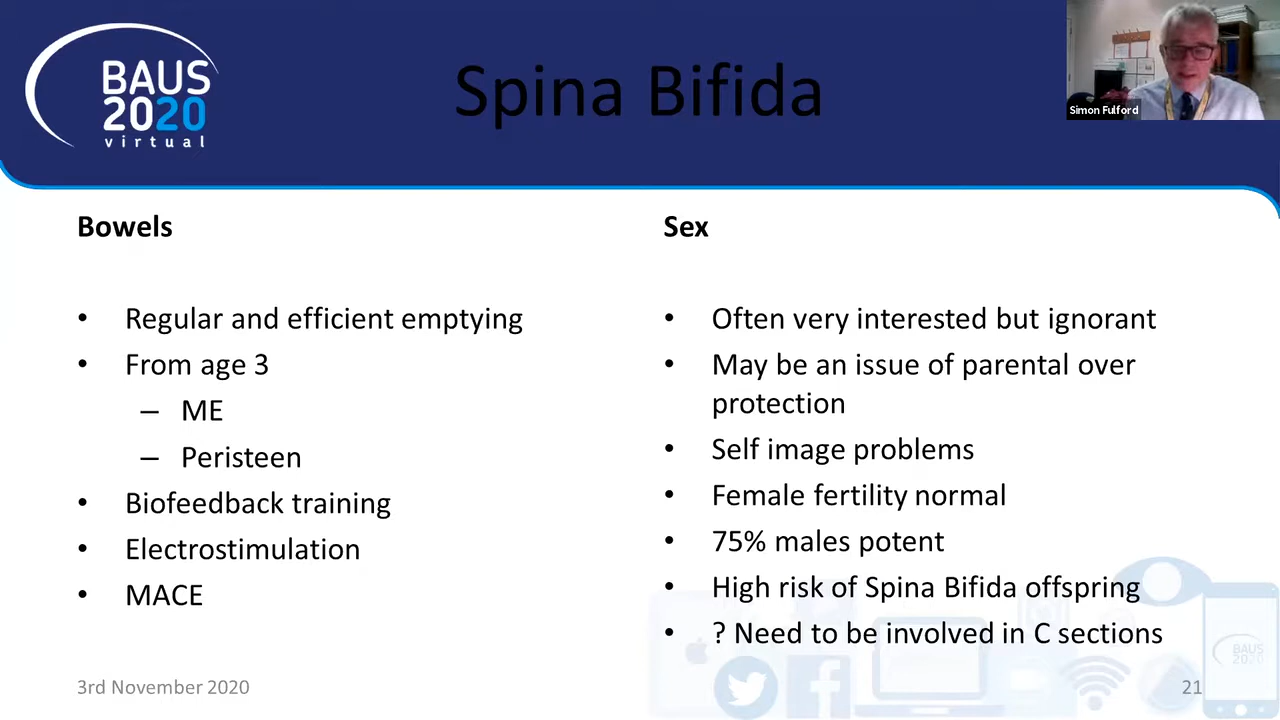 BAUS
2020
virtual
Spina Bifida
Simon Fulford
Bowels
• Regular and efficient emptying
• From age 3
– ME
– Peristeen
• Biofeedback training
• Electrostimulation
• MACE
Sex
• Often very interested but ignorant
• May be an issue of parental over
protection
• Self image problems
• Female fertility normal
• 75% males potent
• High risk of Spina Bifida offspring
• ? Need to be involved in C sections
BAUS
2020
3rd November 2020
21